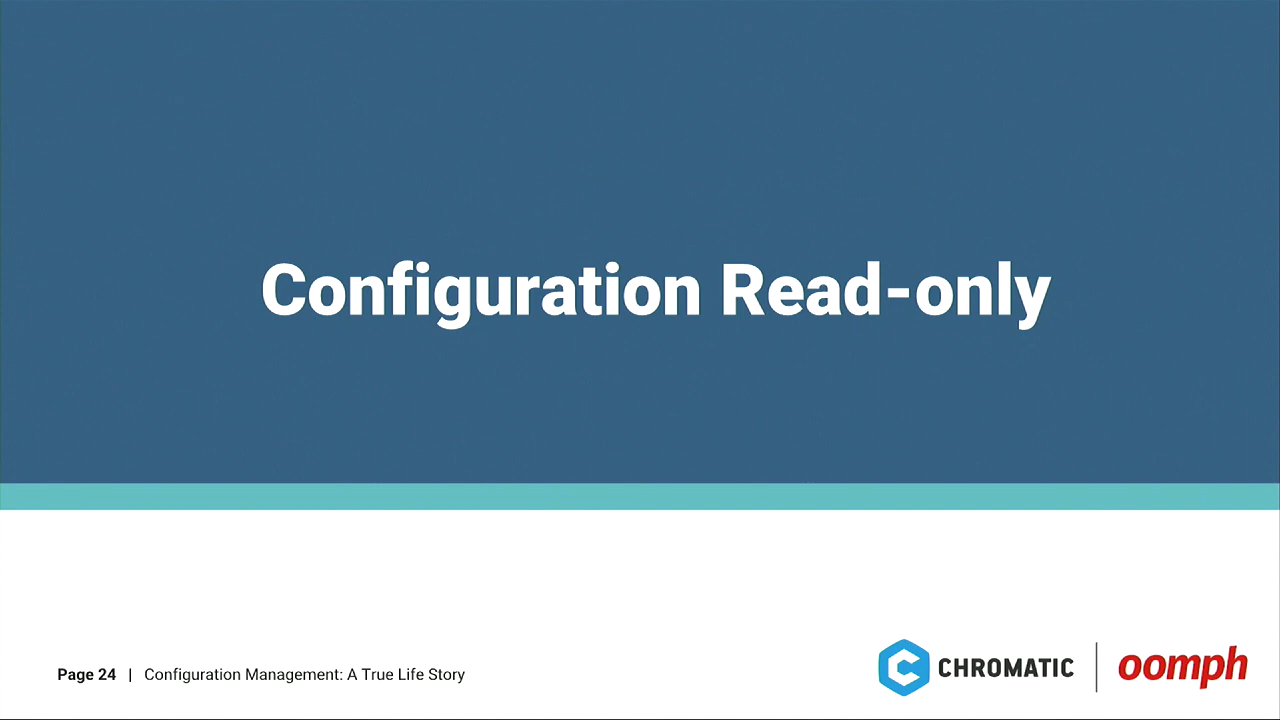 Configuration Read-only
Page 24 | Configuration Management: A True Life Story
CHROMATIC | oomph